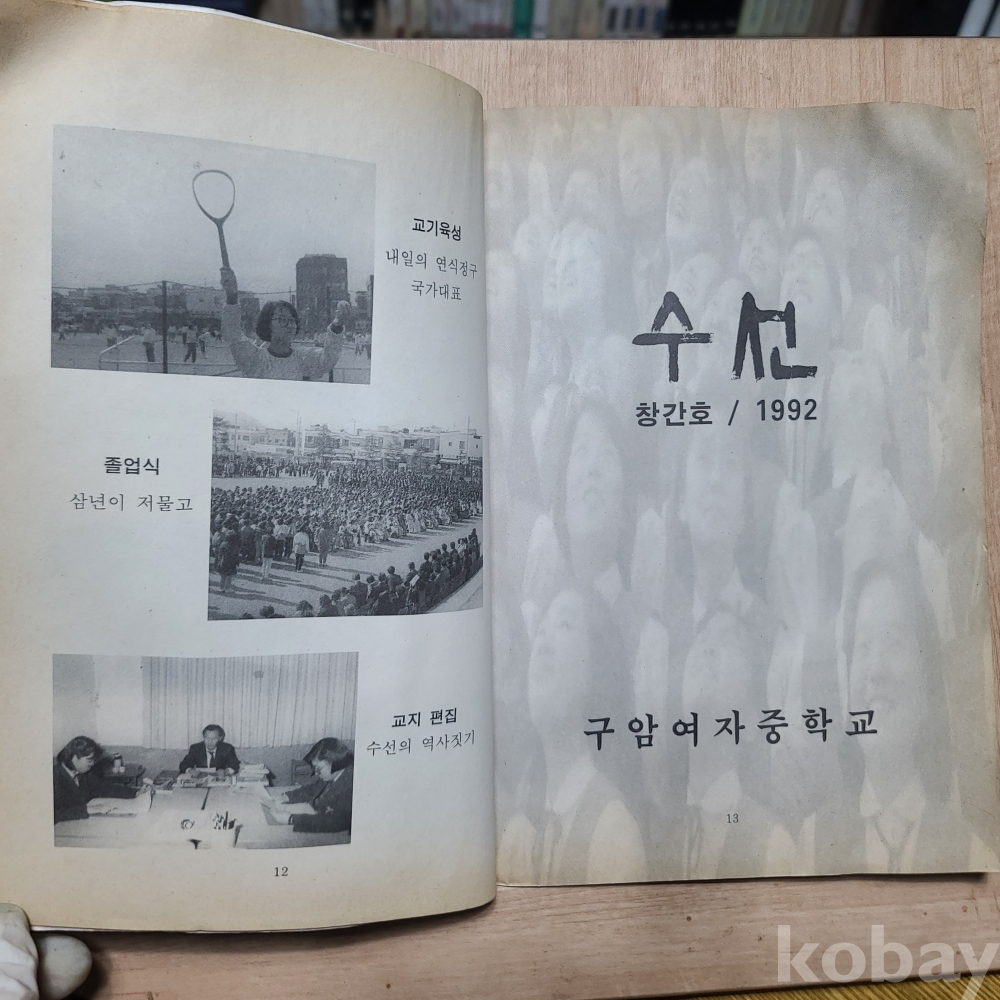 교기육성
내일의 연식정구
국가대표
졸업식
삼년이 저물고
교지 편집
수선의 역사짓기
12
수선
창간호 / 1992
구암여자중학교
13
kobay